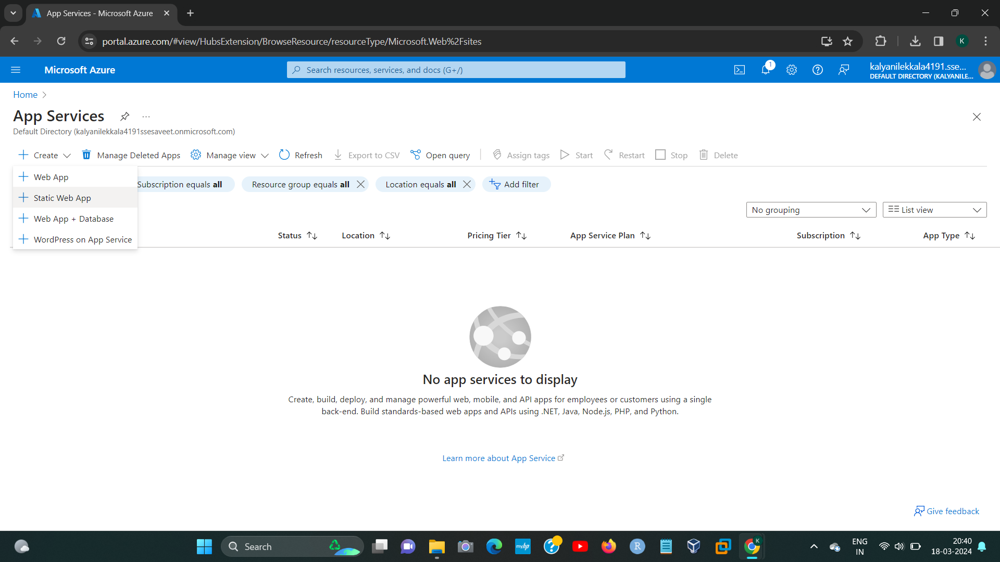 App Services - Microsoft Azure
portal.azure.com/#view/HubsExtension/BrowseResource/resourceType/Microsoft.Web%2Fsites
K
Microsoft Azure
Search resources, services, and docs (G+/)
1
kalyanilekkala4191.sse...
DEFAULT DIRECTORY (KALYANILE...
Home
App Services
...
Default Directory (kalyanilekkala4191ssesaveet.onmicrosoft.com)
Create
Manage Deleted Apps
Manage view
Refresh
Export to CSV
Open query
Assign tags
Start
Restart
Stop
Delete
Web App
Static Web App
Web App + Database
WordPress on App Service
Subscription equals all
Resource group equals all
Location equals all
Add filter
No grouping
List view
Status
Location
Pricing Tier
App Service Plan
Subscription
App Type
No app services to display
Create, build, deploy, and manage powerful web, mobile, and API apps for employees or customers using a single
back-end. Build standards-based web apps and APIs using .NET, Java, Node.js, PHP, and Python.
Learn more about App Service
Give feedback
Search
myhp
R
K
ENG
IN
20:40
18-03-2024